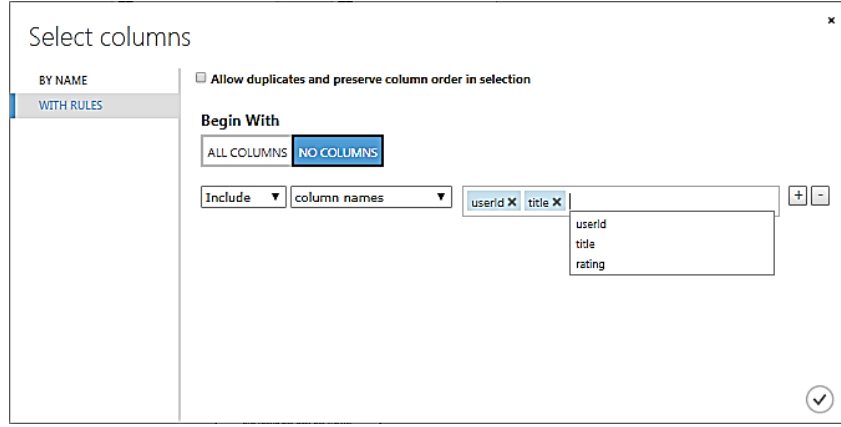 Select columns
×
BY NAME
WITH RULES
Allow duplicates and preserve column order in selection
Begin With
ALL COLUMNS NO COLUMNS
Include ▼ column names ▼ userId × title × + -
userId
title
rating